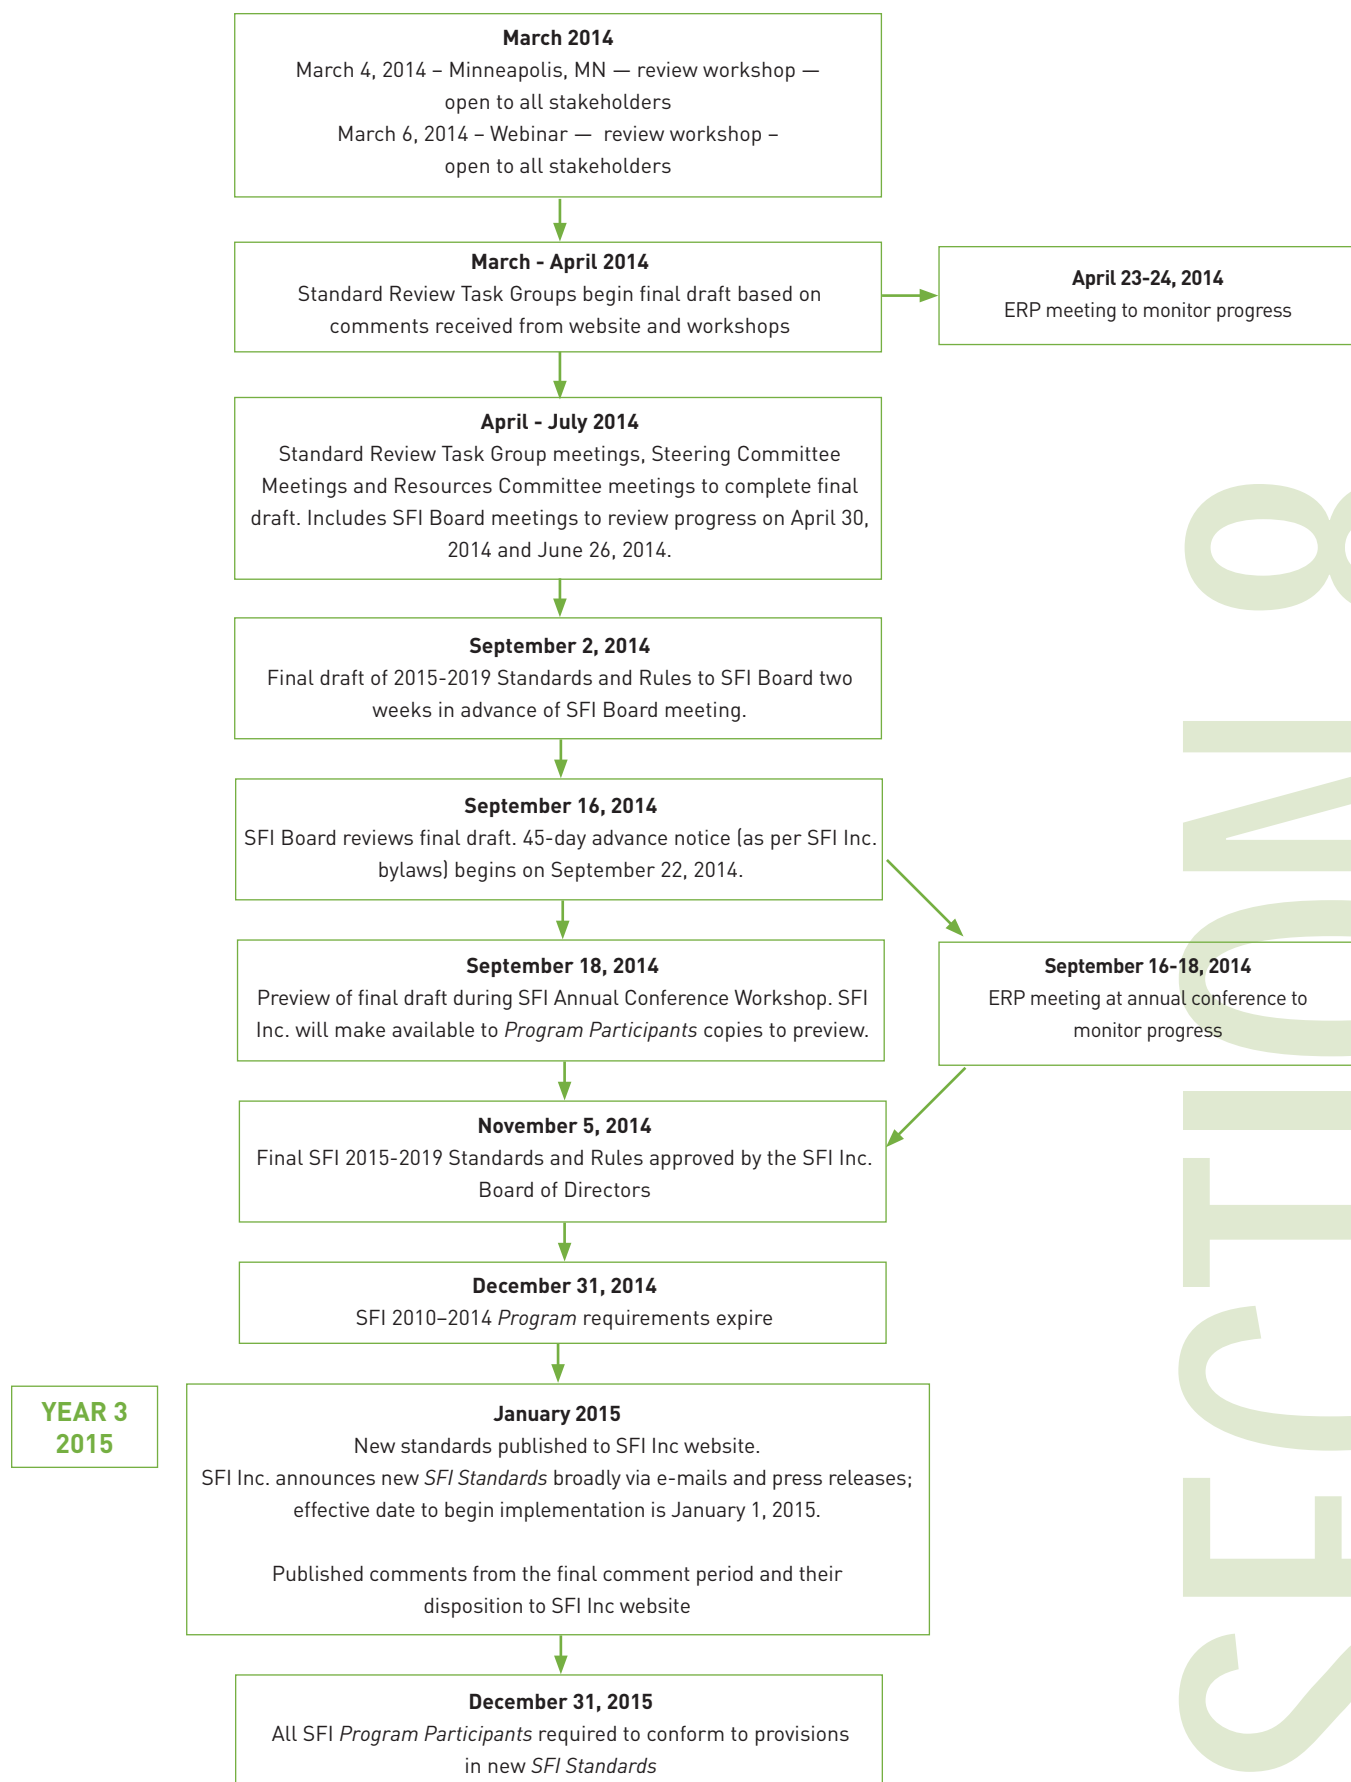 March 2014
March 4, 2014 – Minneapolis, MN — review workshop —
open to all stakeholders
March 6, 2014 – Webinar — review workshop –
open to all stakeholders
March - April 2014
Standard Review Task Groups begin final draft based on
comments received from website and workshops
April 23-24, 2014
ERP meeting to monitor progress
April - July 2014
Standard Review Task Group meetings, Steering Committee
Meetings and Resources Committee meetings to complete final
draft. Includes SFI Board meetings to review progress on April 30,
2014 and June 26, 2014.
September 2, 2014
Final draft of 2015-2019 Standards and Rules to SFI Board two
weeks in advance of SFI Board meeting.
September 16, 2014
SFI Board reviews final draft. 45-day advance notice (as per SFI Inc.
bylaws) begins on September 22, 2014.
September 18, 2014
Preview of final draft during SFI Annual Conference Workshop. SFI
Inc. will make available to Program Participants copies to preview.
September 16-18, 2014
ERP meeting at annual conference to
monitor progress
November 5, 2014
Final SFI 2015-2019 Standards and Rules approved by the SFI Inc.
Board of Directors
December 31, 2014
SFI 2010–2014 Program requirements expire
YEAR 3
2015
January 2015
New standards published to SFI Inc website.
SFI Inc. announces new SFI Standards broadly via e-mails and press releases;
effective date to begin implementation is January 1, 2015.
Published comments from the final comment period and their
disposition to SFI Inc website
December 31, 2015
All SFI Program Participants required to conform to provisions
in new SFI Standards
SECTION 8